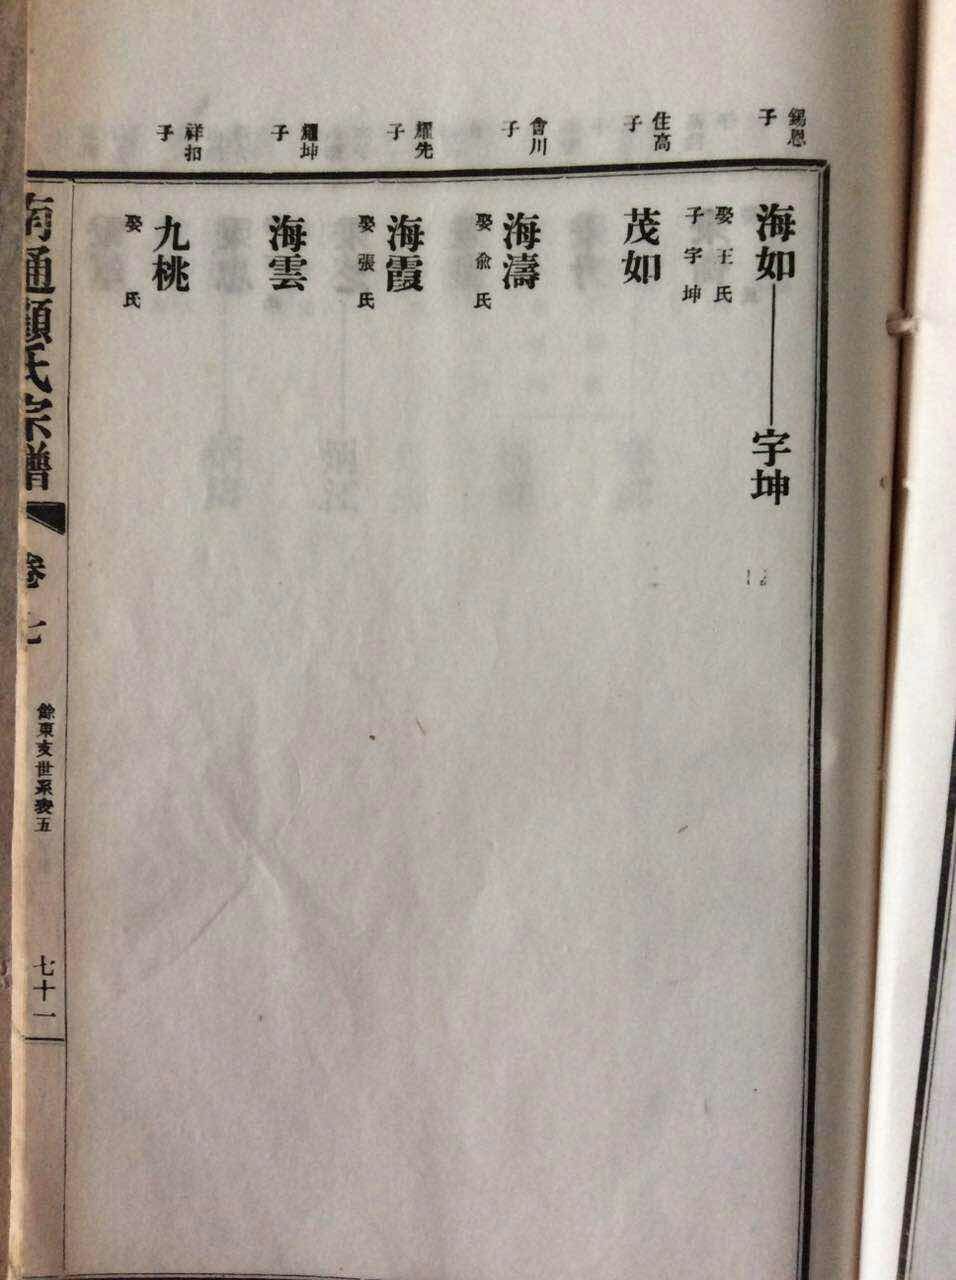 錫恩
子
海如
字坤
娶王氏
子字坤
住高
子
茂如
會川
子
海濤
娶俞氏
耀先
子
海霞
娶張氏
耀坤
子
海雲
祥扣
子
九桃
娶 氏
南通顧氏宗譜
卷七
餘東支世系表五
七十一